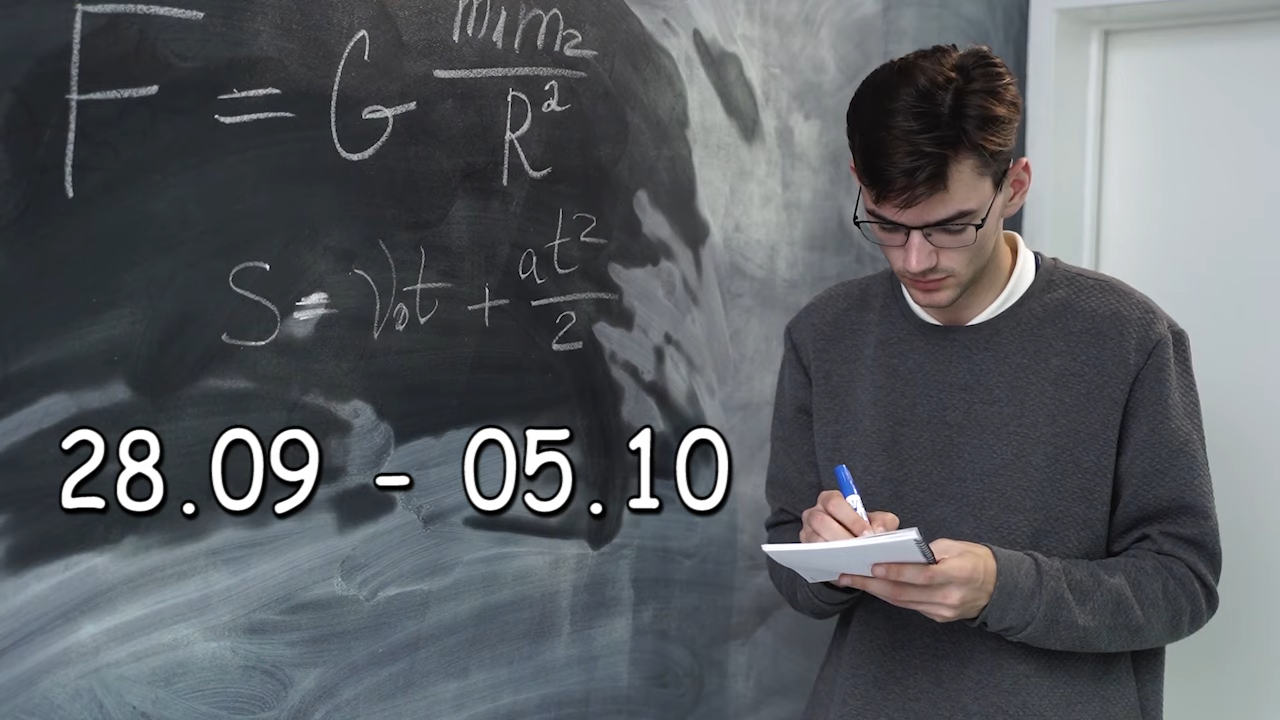 F = G m₁m₂ / R²
S = V₀t + at² / 2
28.09 - 05.10